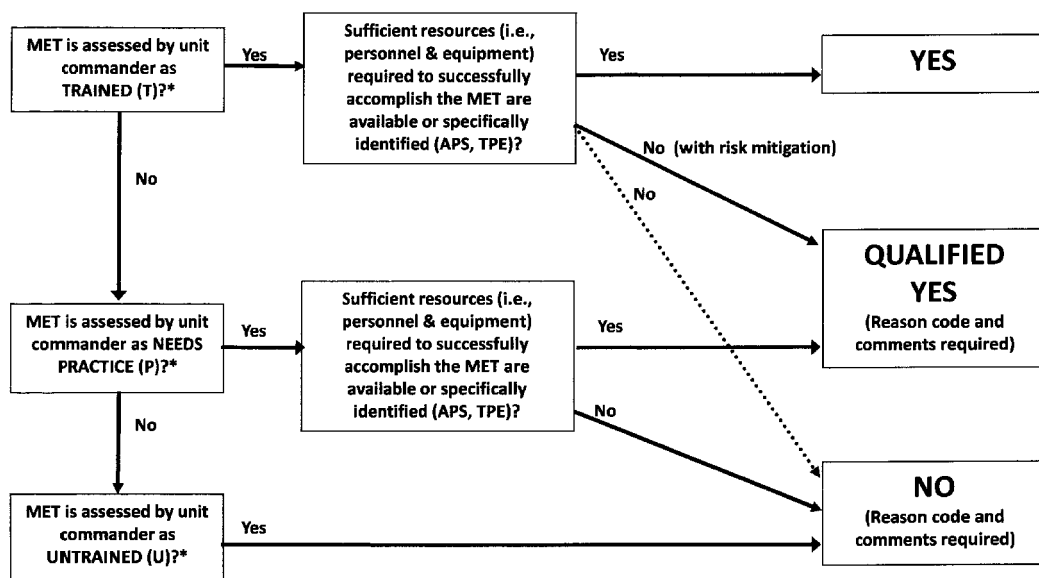 MET is assessed by unit
commander as
TRAINED (T)?*
Yes
Sufficient resources (i.e.,
personnel & equipment)
required to successfully
accomplish the MET are
available or specifically
identified (APS, TPE)?
Yes
YES
No (with risk mitigation)
No
No
QUALIFIED
YES
(Reason code and
comments required)
MET is assessed by unit
commander as NEEDS
PRACTICE (P)?*
Yes
Sufficient resources (i.e.,
personnel & equipment)
required to successfully
accomplish the MET are
available or specifically
identified (APS, TPE)?
Yes
No
No
NO
(Reason code and
comments required)
MET is assessed by unit
commander as
UNTRAINED (U)?*
Yes